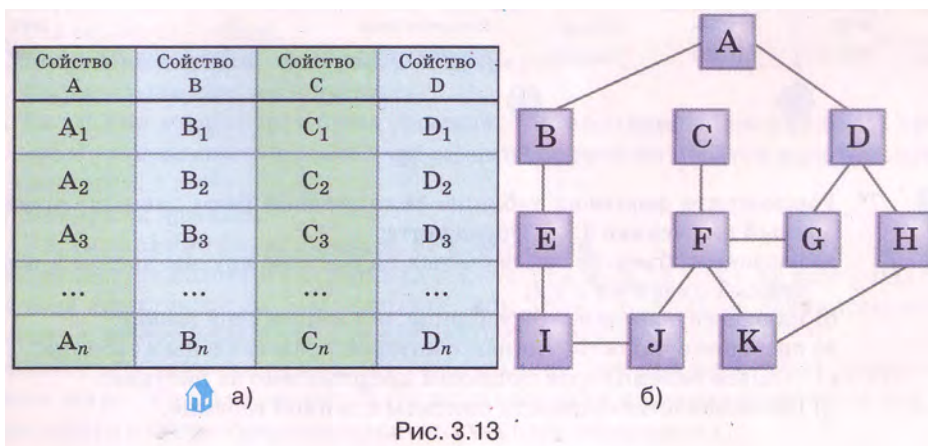 Сойство A Сойство B Сойство C Сойство D
A₁ B₁ C₁ D₁
A₂ B₂ C₂ D₂
A₃ B₃ C₃ D₃
... ... ... ...
Aₙ Bₙ Cₙ Dₙ
а)
A
B C D
E F G H
I J K
б)
Рис. 3.13